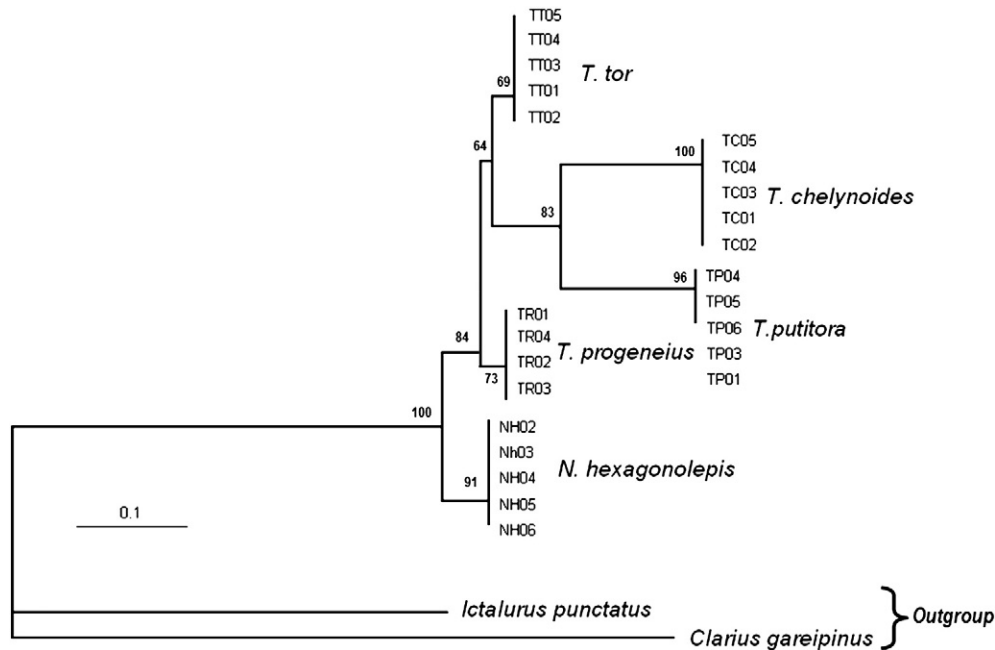 TT05
TT04
TT03
TT01
TT02
T. tor
69
64
TC05
TC04
TC03
TC01
TC02
T. chelynoides
100
83
96
TP04
TP05
TP06
TP03
TP01
T.putitora
TR01
TR04
TR02
TR03
T. progeneius
84
73
100
NH02
Nh03
NH04
NH05
NH06
N. hexagonolepis
91
0.1
Ictalurus punctatus
Clarius gareipinus
Outgroup